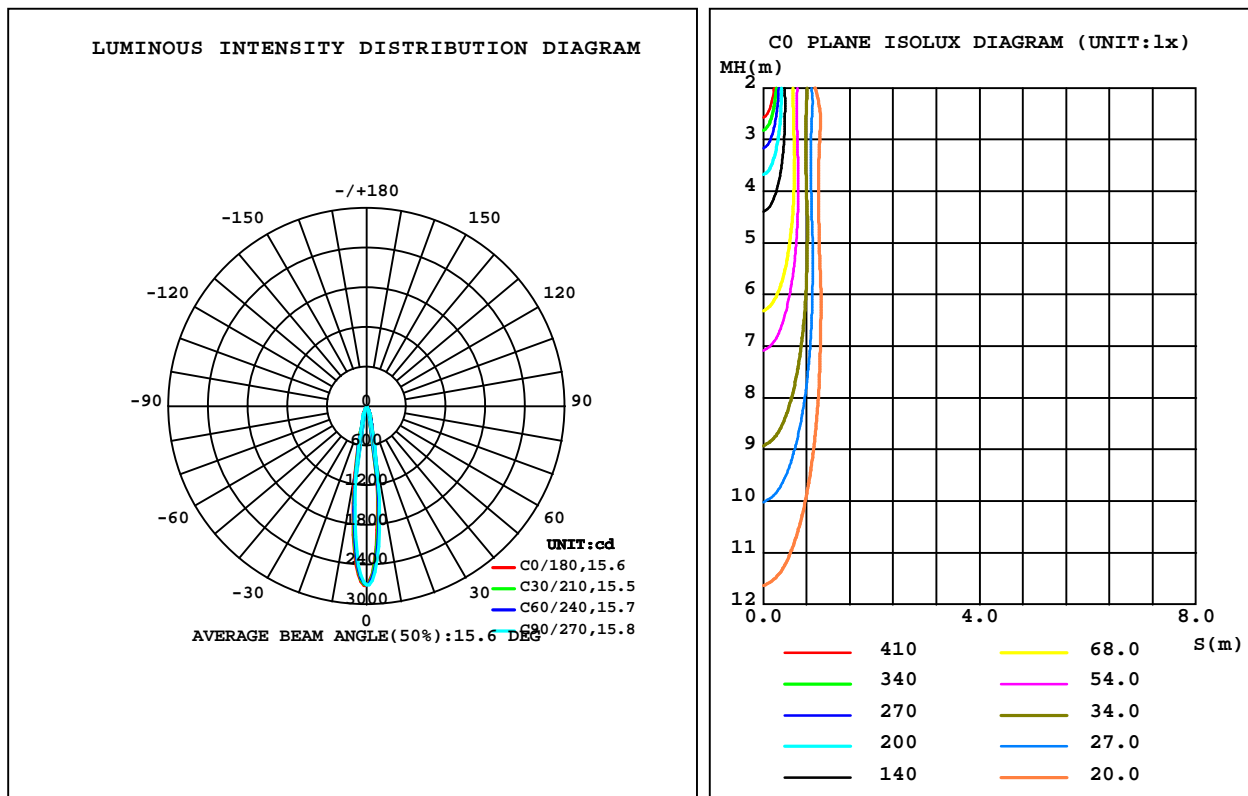 LUMINOUS INTENSITY DISTRIBUTION DIAGRAM
-/+180
-150 150
-120 120
-90 90
-60 60
-30 30
0
0
600
1200
1800
2400
3000
UNIT:cd
C0/180,15.6
C30/210,15.5
C60/240,15.7
C90/270,15.8
AVERAGE BEAM ANGLE(50%):15.6 DEG
C0 PLANE ISOLUX DIAGRAM (UNIT:lx)
MH(m)
2
3
4
5
6
7
8
9
10
11
12
0.0 4.0 8.0
S(m)
410 68.0
340 54.0
270 34.0
200 27.0
140 20.0